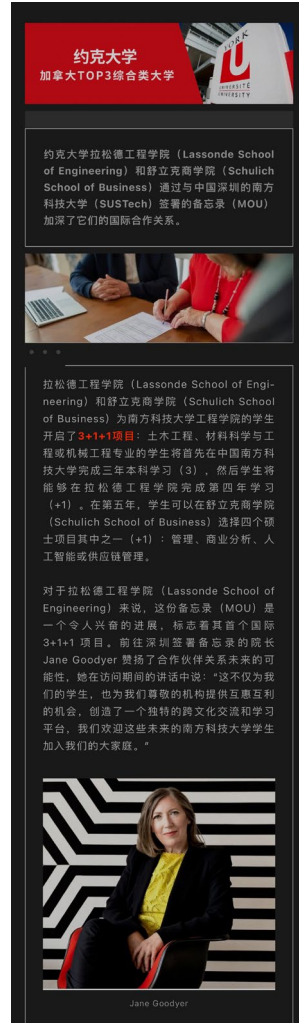 约克大学
加拿大TOP3综合类大学
YORK
U
UNIVERSITÉ
UNIVERSITY
约克大学拉松德工程学院（Lassonde School
of Engineering）和舒立克商学院（Schulich
School of Business）通过与中国深圳的南方
科技大学（SUSTech）签署的备忘录（MOU）
加深了它们的国际合作关系。
拉松德工程学院（Lassonde School of Engi-
neering）和舒立克商学院（Schulich School
of Business）为南方科技大学工程学院的学生
开启了3+1+1项目：土木工程、材料科学与工
程或机械工程专业的学生将首先在中国南方科
技大学完成三年本科学习（3），然后学生将
能够在拉松德工程学院完成第四年学习
（+1）。在第五年，学生可以在舒立克商学院
（Schulich School of Business）选择四个硕
士项目其中之一（+1）：管理、商业分析、人
工智能或供应链管理。
对于拉松德工程学院（Lassonde School of
Engineering）来说，这份备忘录（MOU）是
一个令人兴奋的进展，标志着其首个国际
3+1+1 项目。前往深圳签署备忘录的院长
Jane Goodyer 赞扬了合作伙伴关系未来的可
能性，她在访问期间的讲话中说："这不仅为我
们的学生，也为我们尊敬的机构提供互惠互利
的机会，创造了一个独特的跨文化交流和学习
平台，我们欢迎这些未来的南方科技大学学生
加入我们的大家庭。"
Jane Goodyer